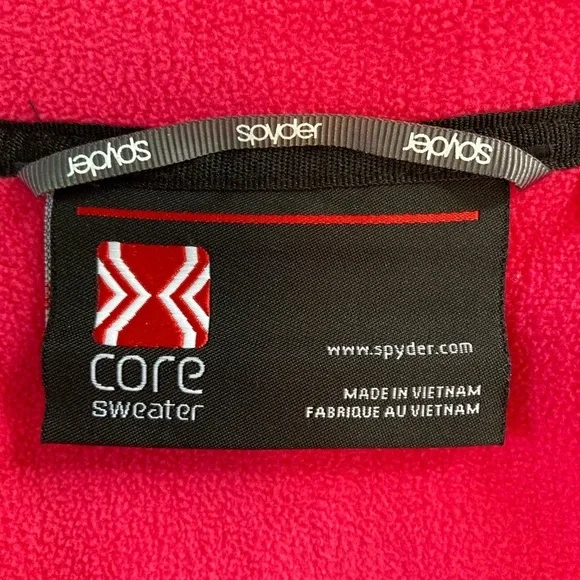 spyder spyder spyder
core
sweater
www.spyder.com
MADE IN VIETNAM
FABRIQUE AU VIETNAM